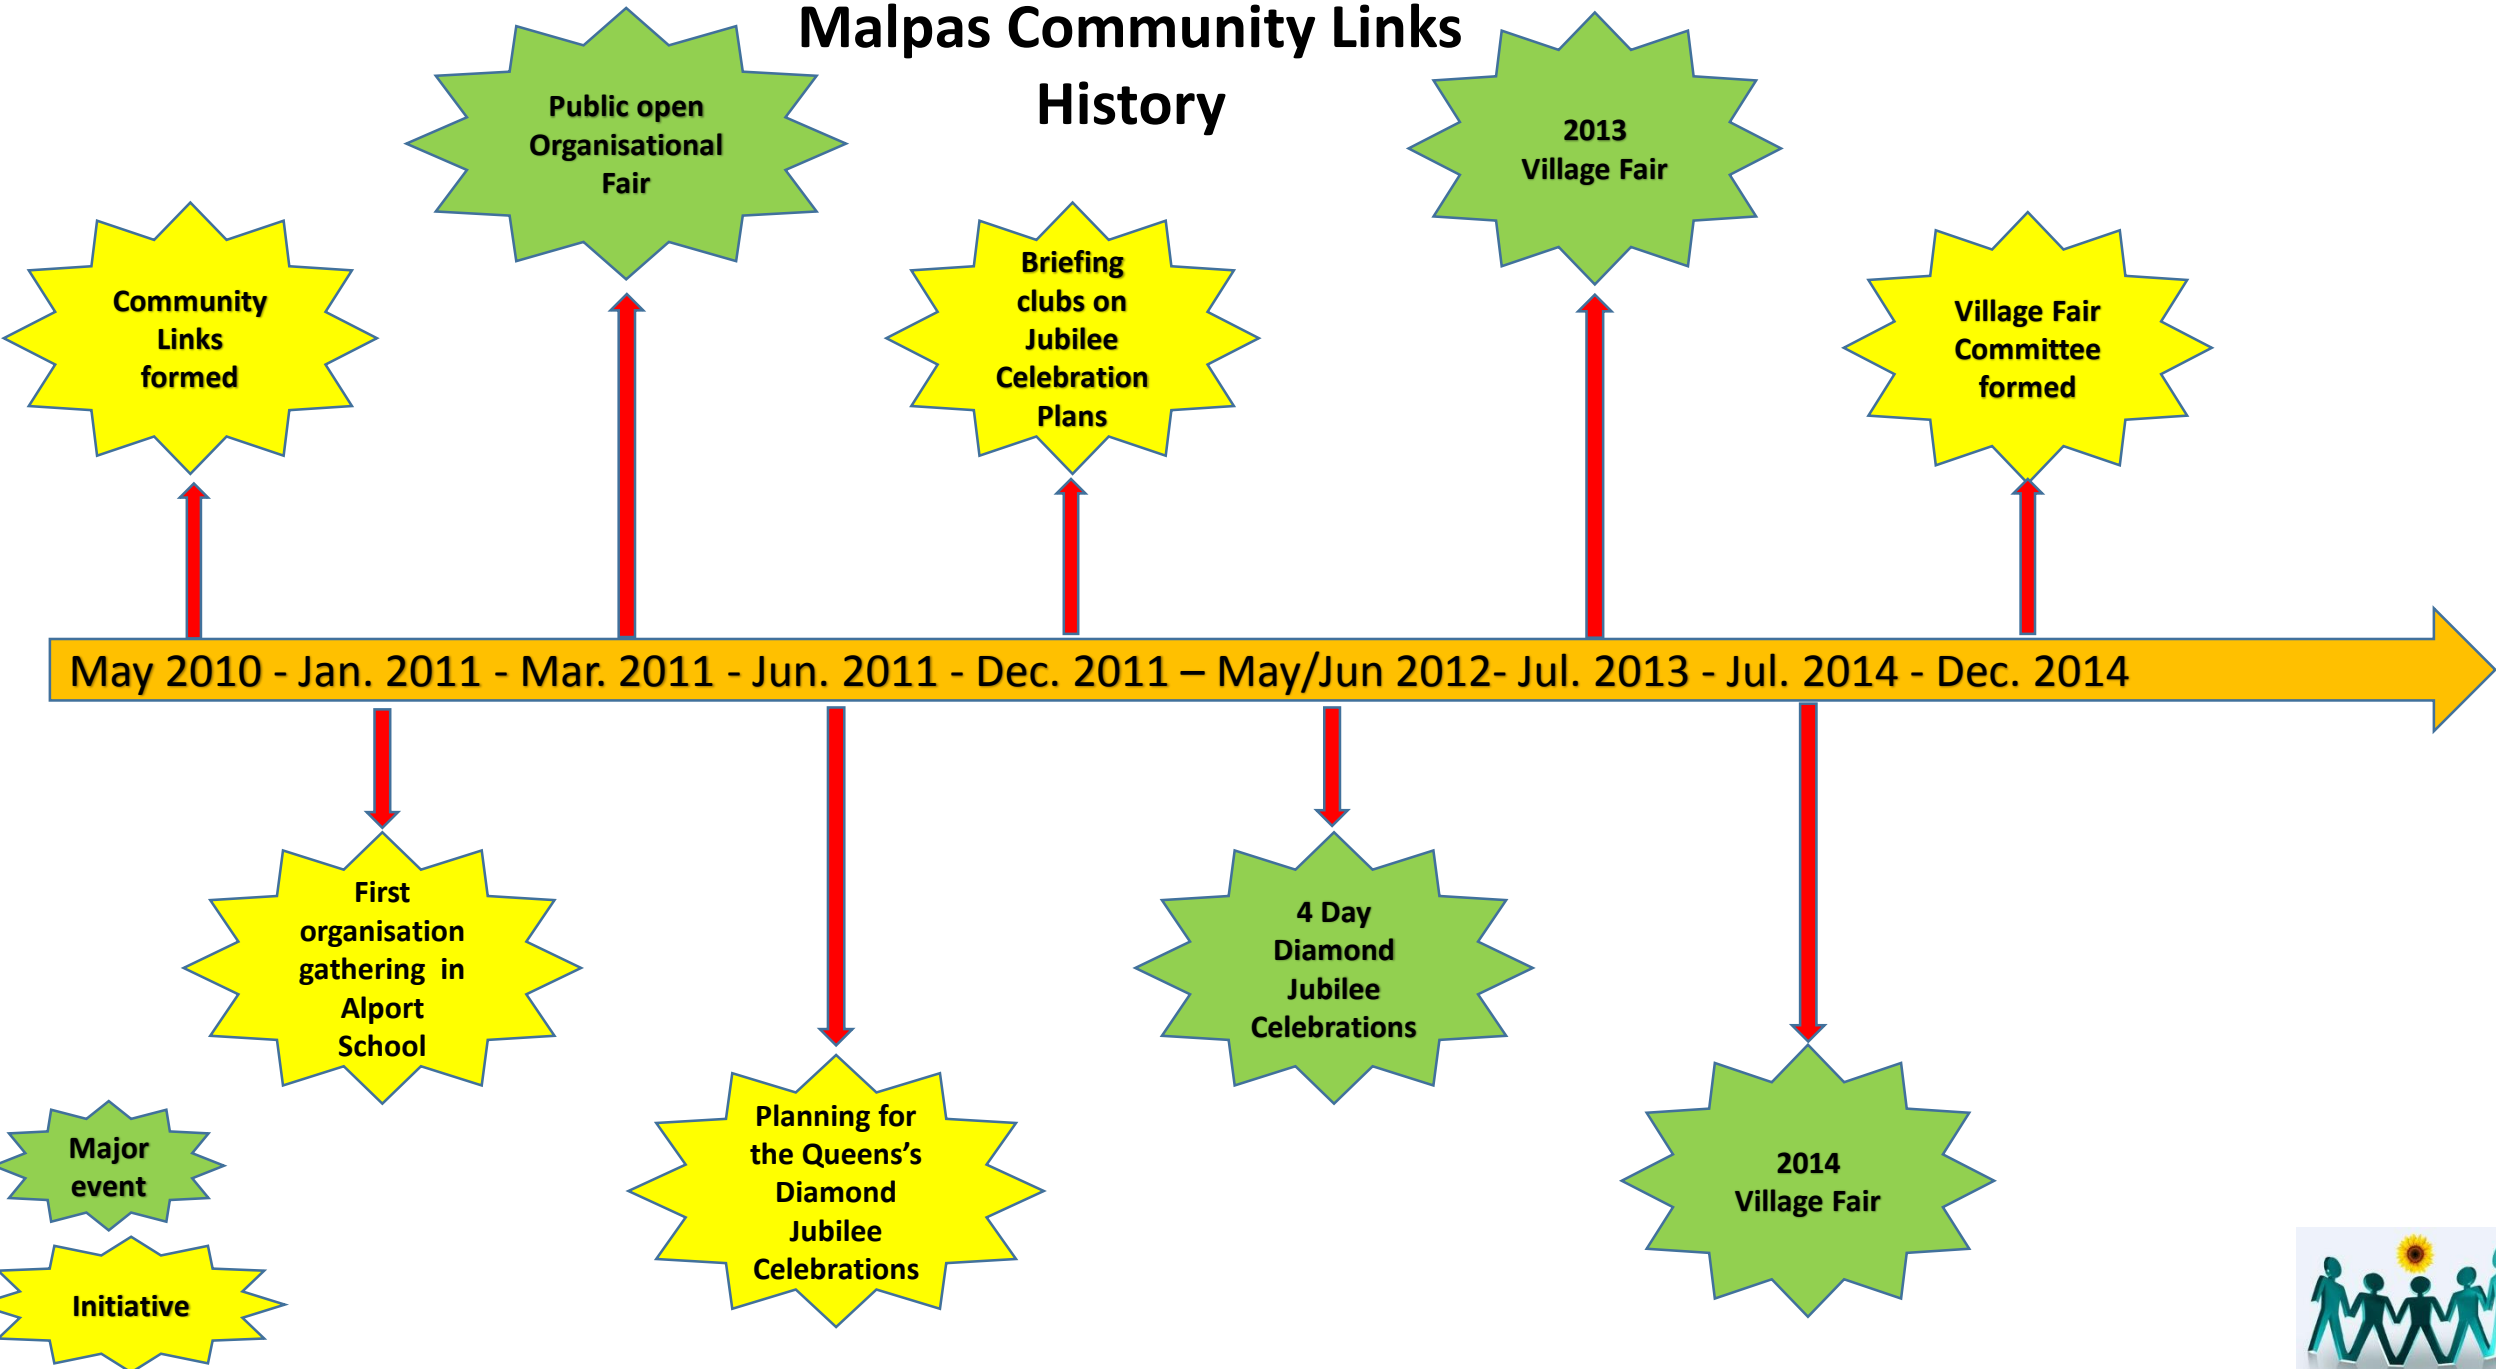 Malpas Community Links
History
Public open
Organisational
Fair
2013
Village Fair
Community
Links
formed
Briefing
clubs on
Jubilee
Celebration
Plans
Village Fair
Committee
formed
May 2010 - Jan. 2011 - Mar. 2011 - Jun. 2011 - Dec. 2011 – May/Jun 2012- Jul. 2013 - Jul. 2014 - Dec. 2014
First
organisation
gathering  in
Alport
School
4 Day
Diamond
Jubilee
Celebrations
Planning for
the Queens’s
Diamond
Jubilee
Celebrations
2014
Village Fair
Major
event
Initiative